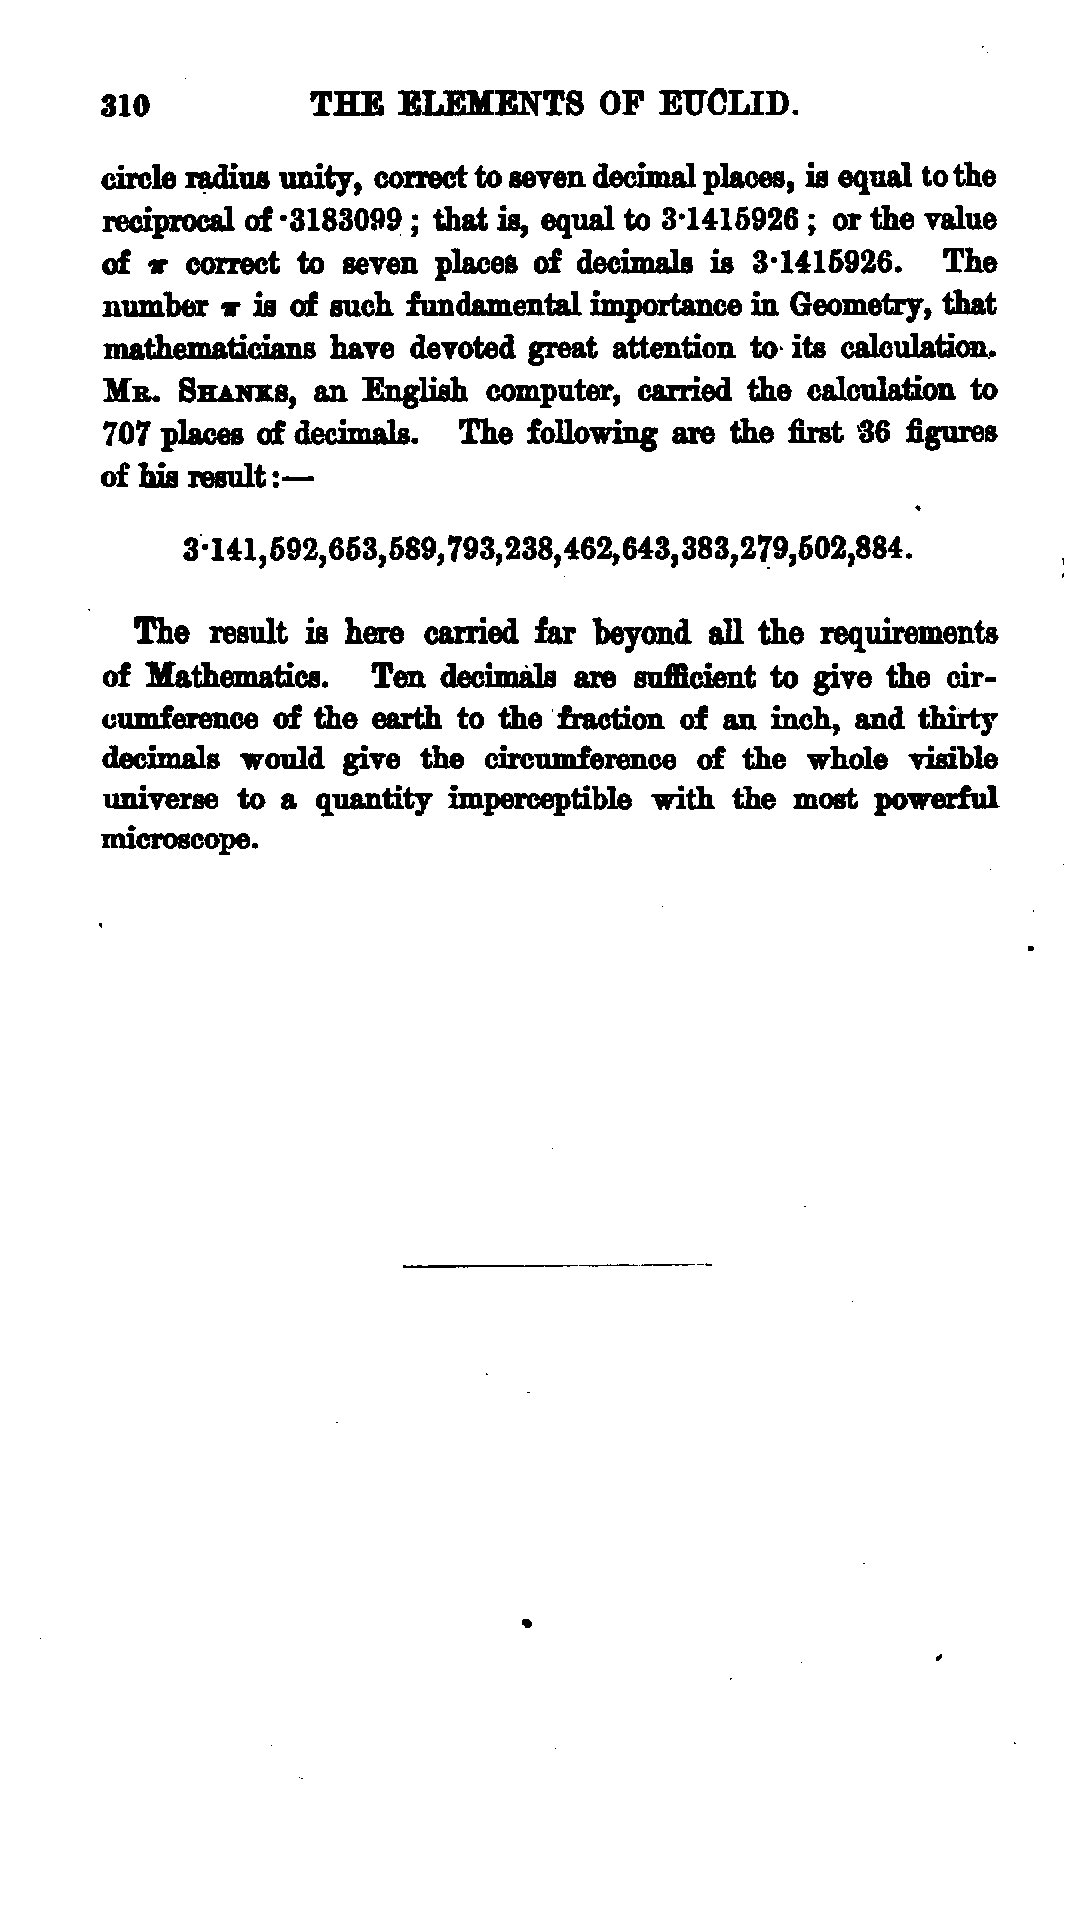 310 THE ELEMENTS OF EUCLID.
circle radius unity, correct to seven decimal places, is equal to the
reciprocal of ·3183099 ; that is, equal to 3·1415926 ; or the value
of π correct to seven places of decimals is 3·1415926. The
number π is of such fundamental importance in Geometry, that
mathematicians have devoted great attention to its calculation.
MR. SHANKS, an English computer, carried the calculation to
707 places of decimals. The following are the first 36 figures
of his result :—
3·141,592,653,589,793,238,462,643,383,279,502,884.
The result is here carried far beyond all the requirements
of Mathematics. Ten decimals are sufficient to give the cir-
cumference of the earth to the fraction of an inch, and thirty
decimals would give the circumference of the whole visible
universe to a quantity imperceptible with the most powerful
microscope.